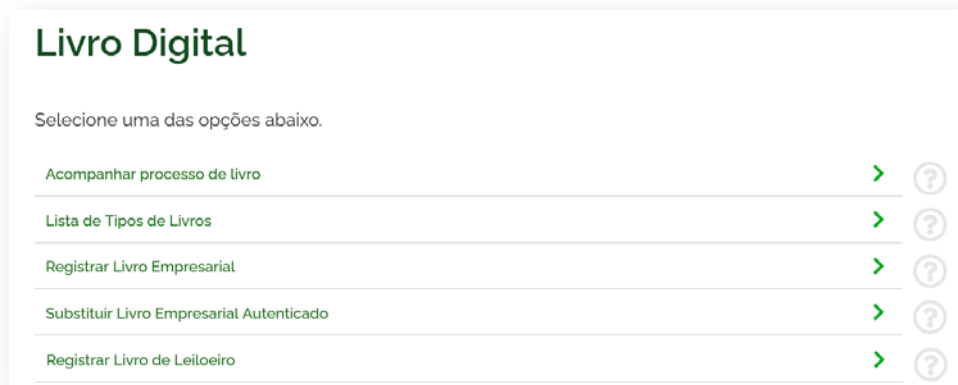 Livro Digital
Selecione uma das opções abaixo.
Acompanhar processo de livro
?
Lista de Tipos de Livros
?
Registrar Livro Empresarial
?
Substituir Livro Empresarial Autenticado
?
Registrar Livro de Leiloeiro
?